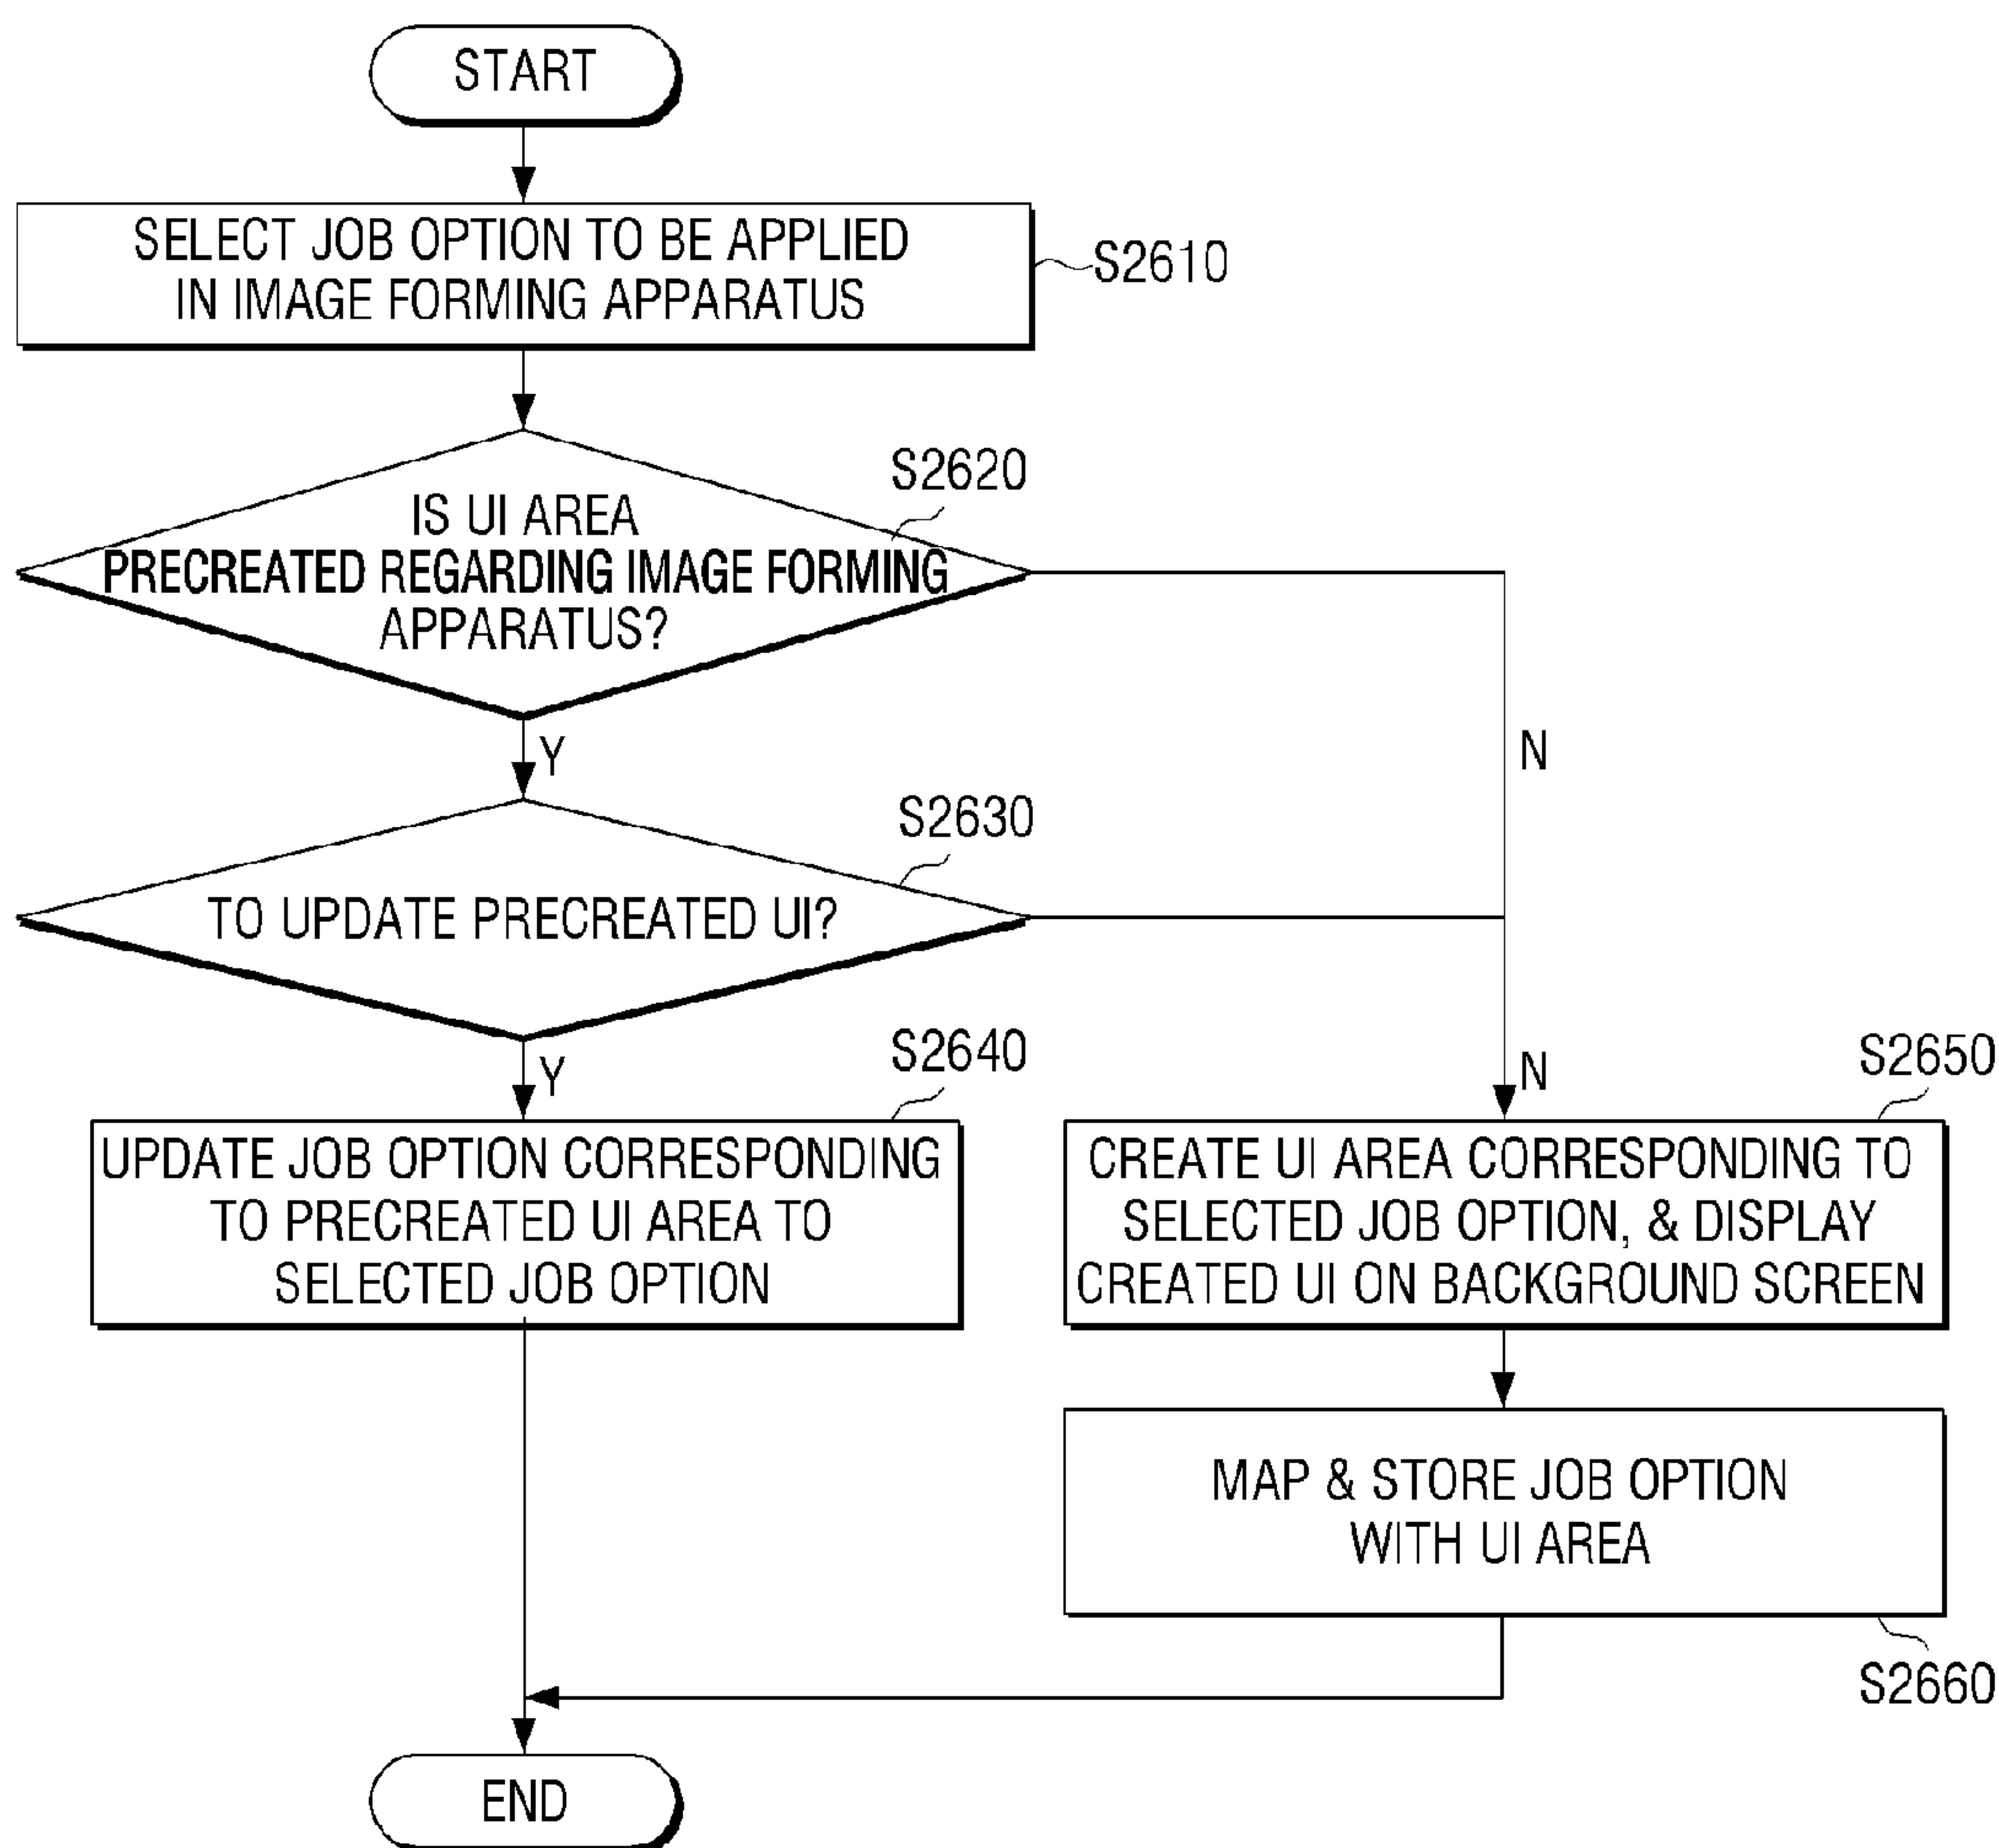 START
SELECT JOB OPTION TO BE APPLIED
IN IMAGE FORMING APPARATUS
S2610
S2620
IS UI AREA
PRECREATED REGARDING IMAGE FORMING
APPARATUS?
Y
N
S2630
TO UPDATE PRECREATED UI?
Y
N
S2640
UPDATE JOB OPTION CORRESPONDING
TO PRECREATED UI AREA TO
SELECTED JOB OPTION
S2650
CREATE UI AREA CORRESPONDING TO
SELECTED JOB OPTION, & DISPLAY
CREATED UI ON BACKGROUND SCREEN
MAP & STORE JOB OPTION
WITH UI AREA
S2660
END